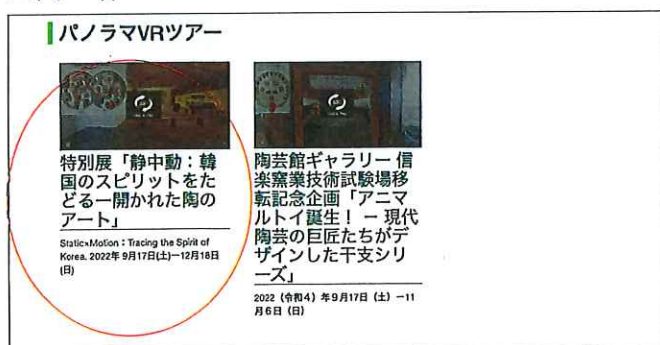 パノラマVRツアー
特別展「静中動：韓
国のスピリットをた
どる—開かれた陶の
アート」
Static×Motion：Tracing the Spirit of
Korea. 2022年 9月17日(土)—12月18日
(日)
陶芸館ギャラリー 信
楽窯業技術試験場移
転記念企画「アニマ
ルトイ誕生！ — 現代
陶芸の巨匠たちがデ
ザインした干支シリ
ーズ」
2022（令和4）年9月17日（土）—11
月6日（日）